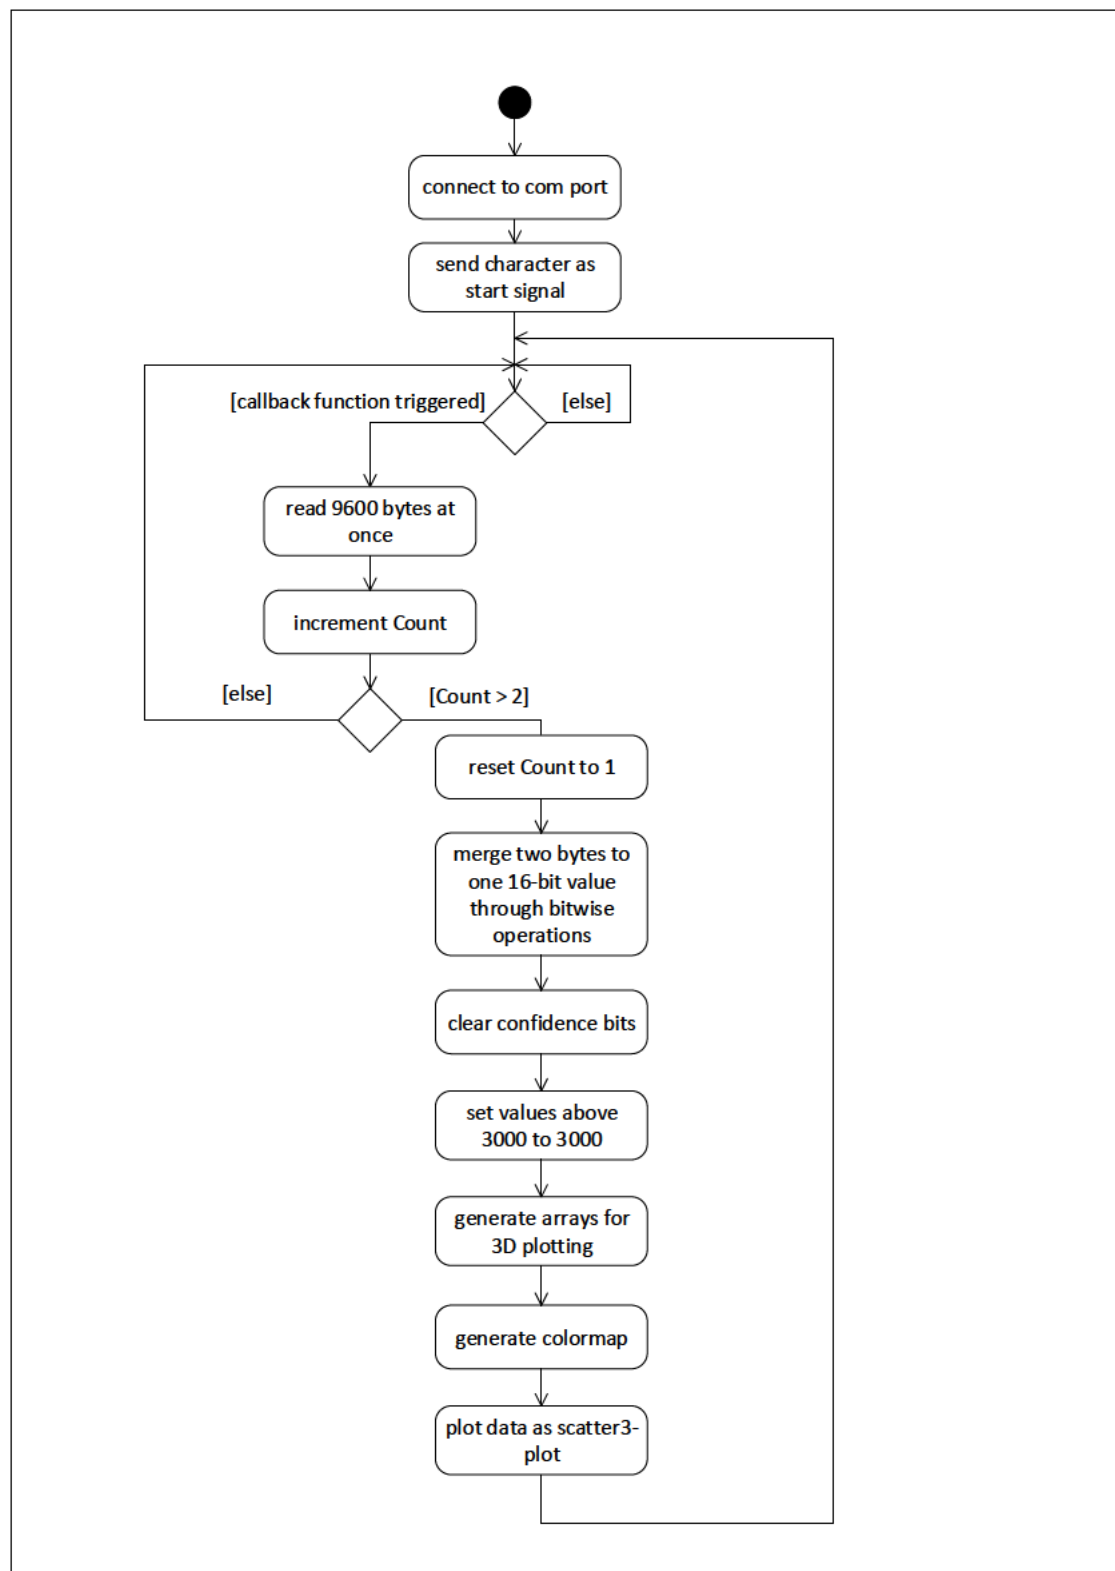 connect to com port
send character as
start signal
[callback function triggered]
[else]
read 9600 bytes at
once
increment Count
[else]
[Count > 2]
reset Count to 1
merge two bytes to
one 16-bit value
through bitwise
operations
clear confidence bits
set values above
3000 to 3000
generate arrays for
3D plotting
generate colormap
plot data as scatter3-
plot